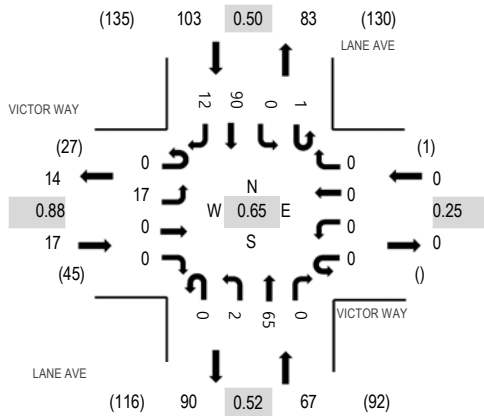 (135) 103 0.50 83 (130)
LANE AVE
12 90 0 1
VICTOR WAY
(27) 0 0 (1)
14 17 N 0 0
0.88 W 0.65 E 0.25
17 0 S 0 0
(45) 0 0 ()
0 2 65 0
VICTOR WAY
LANE AVE
(116) 90 0.52 67 (92)